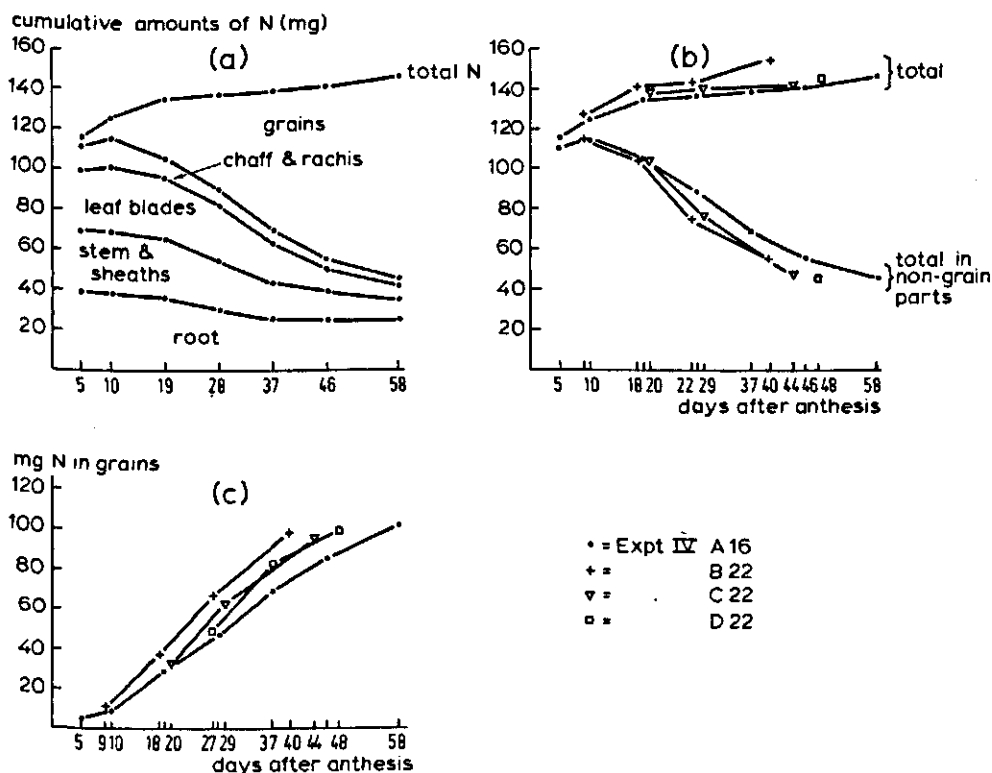 cumulative amounts of N (mg)
(a)
160
140
120
100
80
60
40
20
total N
grains
chaff & rachis
leaf blades
stem &
sheaths
root
5 10 19 28 37 46 58
(b)
160
140
120
100
80
60
40
20
total
total in
non-grain
parts
5 10 18 20 22 29 37 40 44 46 48 58
days after anthesis
mg N in grains
(c)
120
100
80
60
40
20
5 9 10 18 20 27 29 37 40 44 48 58
days after anthesis
• = Expt IV A 16
+ = B 22
▽ = C 22
□ = D 22